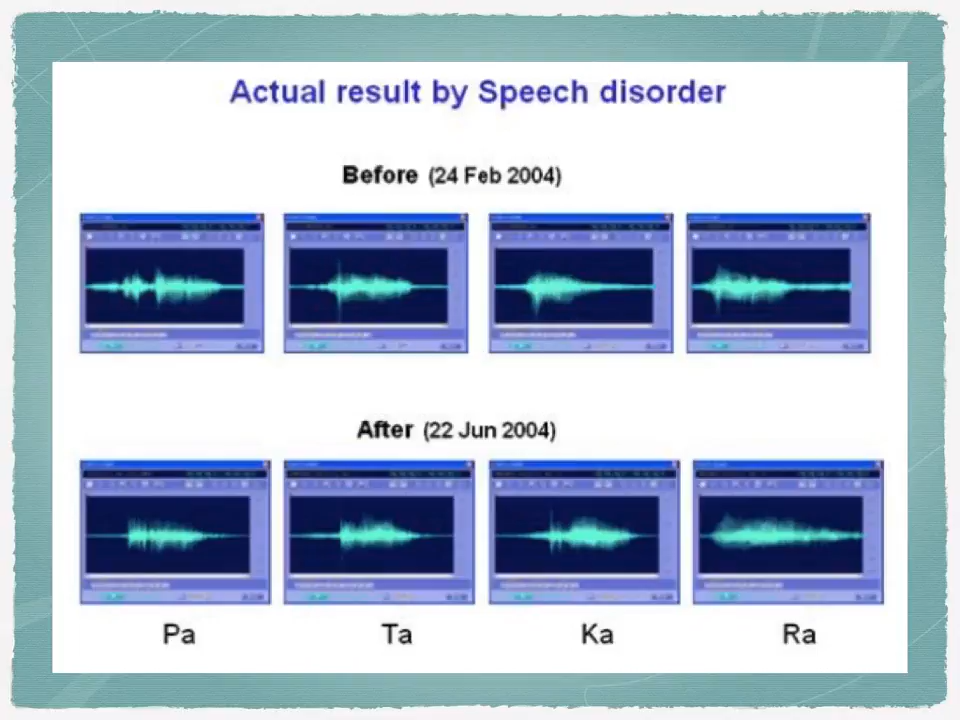 Actual result by Speech disorder
Before (24 Feb 2004)
After (22 Jun 2004)
Pa Ta Ka Ra